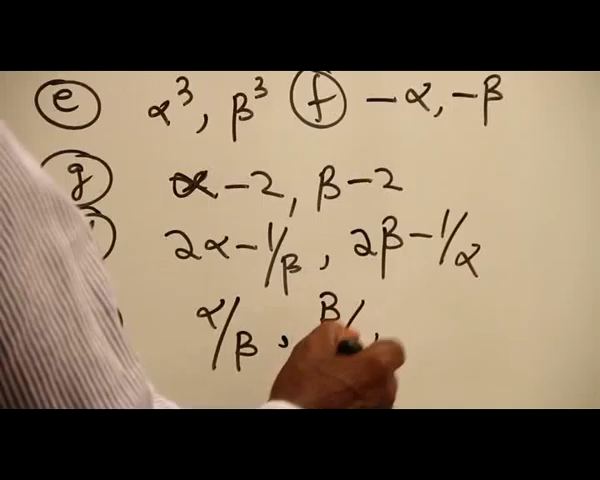 e α³, β³ f −α, −β
g α−2, β−2
2α−1/β, 2β−1/α
α/β, β/